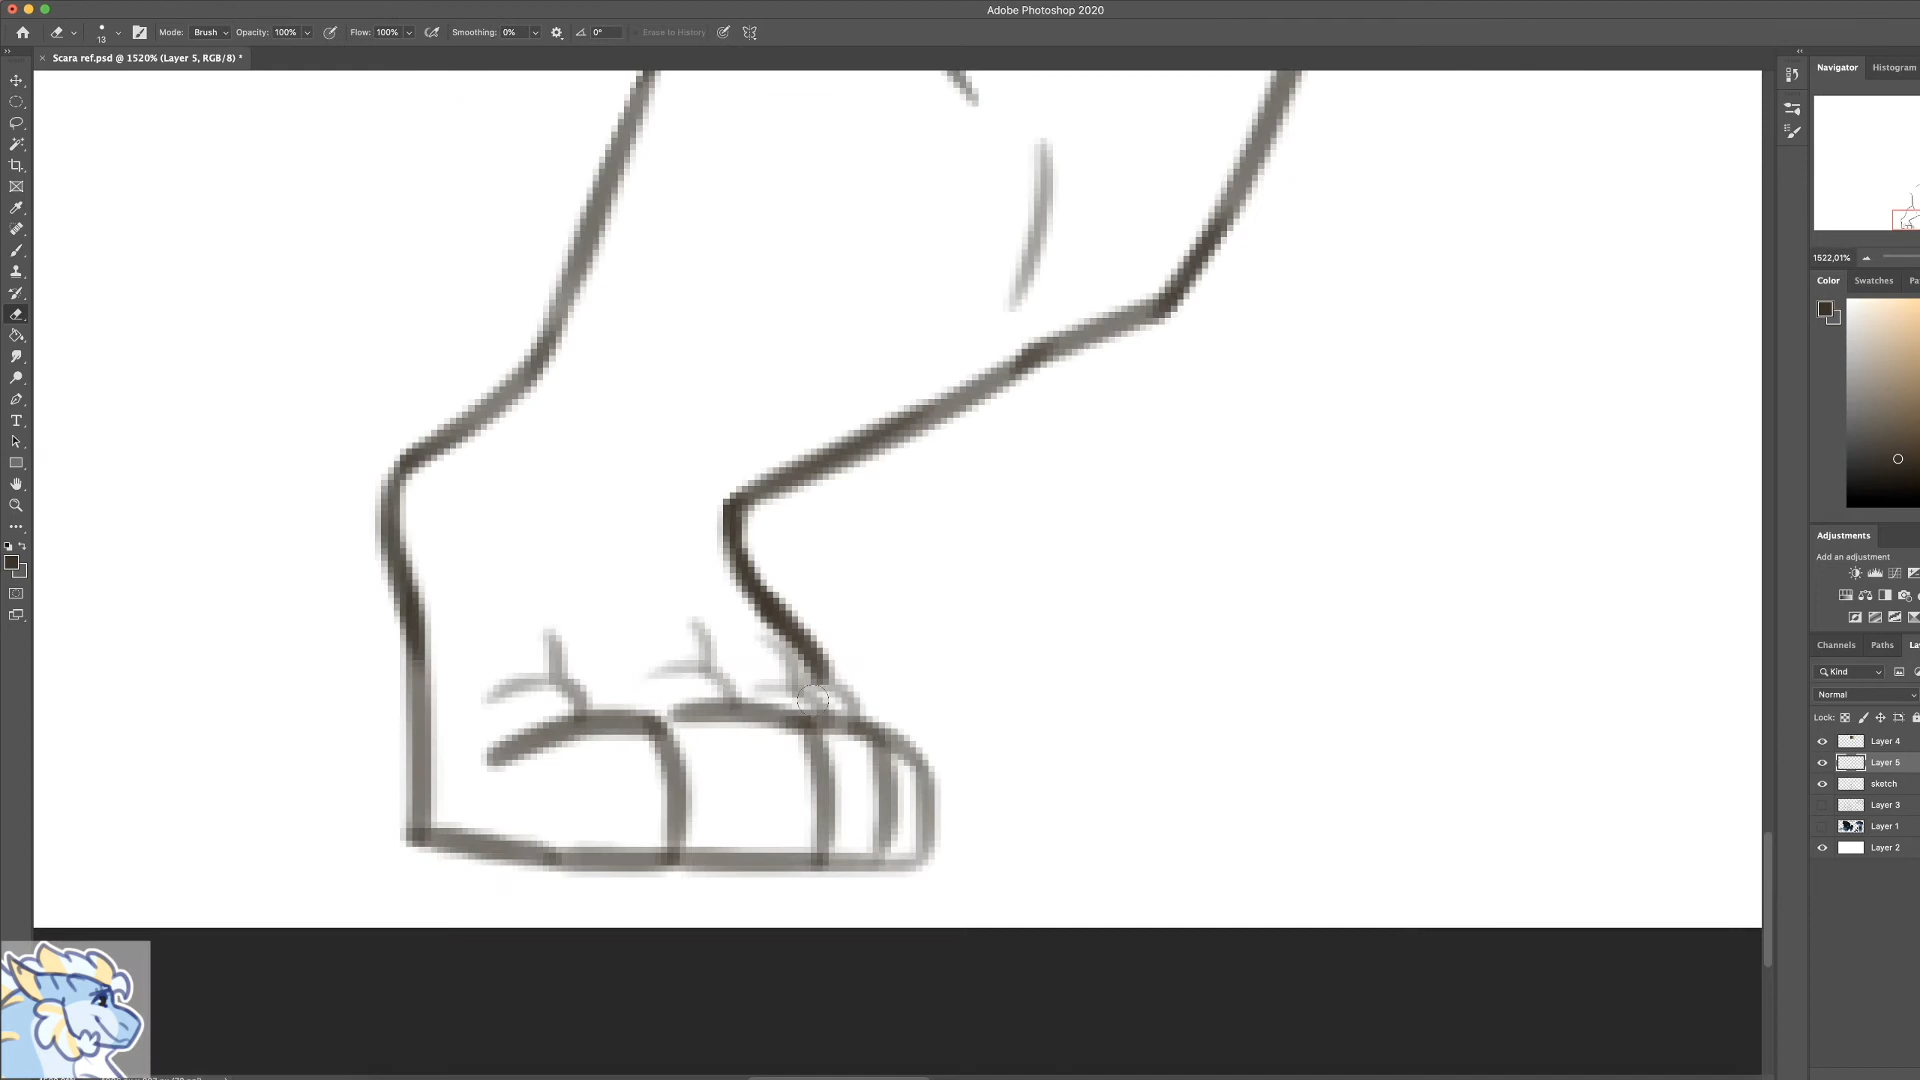 Adobe Photoshop 2020
13 Mode: Brush Opacity: 100% Flow: 100% Smoothing: 0% 0° Erase to History
Scara ref.psd @ 1520% (Layer 5, RGB/8) *
Navigator Histogram
1522,01%
Color Swatches Pa
Adjustments
Add an adjustment
Channels Paths La
Kind
Normal
Lock:
Layer 4
Layer 5
sketch
Layer 3
Layer 1
Layer 2